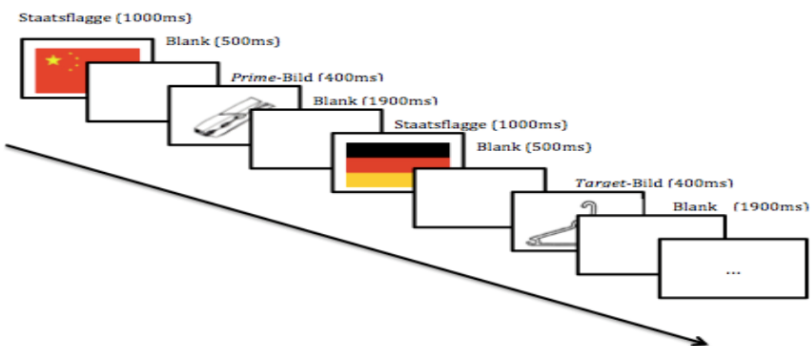 Staatsflagge (1000ms)
Blank (500ms)
Prime-Bild (400ms)
Blank (1900ms)
Staatsflagge (1000ms)
Blank (500ms)
Target-Bild (400ms)
Blank (1900ms)
...